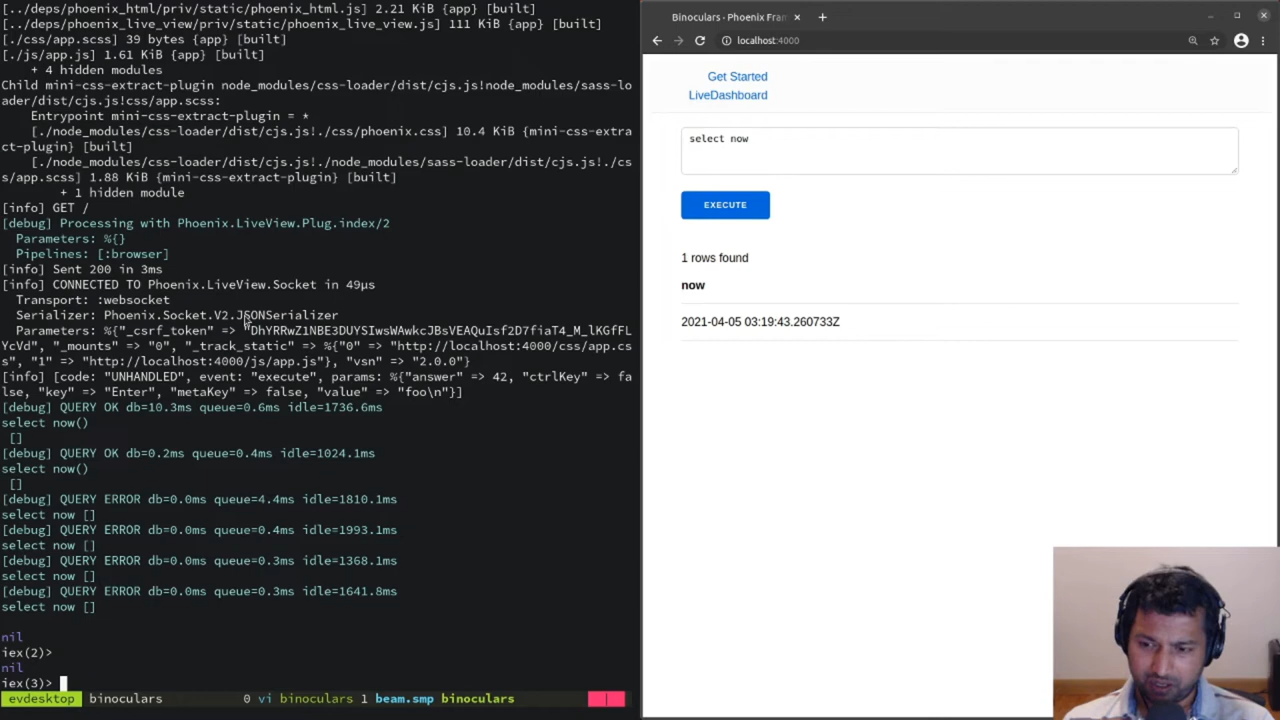 [../deps/phoenix_html/priv/static/phoenix_html.js] 2.21 KiB {app} [built]
[../deps/phoenix_live_view/priv/static/phoenix_live_view.js] 111 KiB {app} [
built]
[./css/app.scss] 39 bytes {app} [built]
[./js/app.js] 1.61 KiB {app} [built]
    + 4 hidden modules
Child mini-css-extract-plugin node_modules/css-loader/dist/cjs.js!node_modules/sass-lo
ader/dist/cjs.js!css/app.scss:
    Entrypoint mini-css-extract-plugin = *
    [./node_modules/css-loader/dist/cjs.js!./css/phoenix.css] 10.4 KiB {mini-css-extra
ct-plugin} [built]
    [./node_modules/css-loader/dist/cjs.js!./node_modules/sass-loader/dist/cjs.js!./cs
s/app.scss] 1.88 KiB {mini-css-extract-plugin} [built]
        + 1 hidden module
[info] GET /
[debug] Processing with Phoenix.LiveView.Plug.index/2
  Parameters: %{}
  Pipelines: [:browser]
[info] Sent 200 in 3ms
[info] CONNECTED TO Phoenix.LiveView.Socket in 49µs
  Transport: :websocket
  Serializer: Phoenix.Socket.V2.JSONSerializer
  Parameters: %{"_csrf_token" => "DhYRRwZ1NBE3DUYSIwsWAwkcJBsVEAQuIsf2D7fiaT4_M_lKGfFL
YcVd", "_mounts" => "0", "_track_static" => %{"0" => "http://localhost:4000/css/app.cs
s", "1" => "http://localhost:4000/js/app.js"}, "vsn" => "2.0.0"}
[info] [code: "UNHANDLED", event: "execute", params: %{"answer" => 42, "ctrlKey" => fa
lse, "key" => "Enter", "metaKey" => false, "value" => "foo\n"}]
[debug] QUERY OK db=10.3ms queue=0.6ms idle=1736.6ms
select now()
 []
[debug] QUERY OK db=0.2ms queue=0.4ms idle=1024.1ms
select now()
 []
[debug] QUERY ERROR db=0.0ms queue=4.4ms idle=1810.1ms
select now []
[debug] QUERY ERROR db=0.0ms queue=0.4ms idle=1993.1ms
select now []
[debug] QUERY ERROR db=0.0ms queue=0.3ms idle=1368.1ms
select now []
[debug] QUERY ERROR db=0.0ms queue=0.3ms idle=1641.8ms
select now []
nil
iex(2)>
nil
iex(3)>
evdesktop binoculars 0 vi binoculars 1 beam.smp binoculars
Binoculars · Phoenix Fram
localhost:4000
Get Started
LiveDashboard
select now
EXECUTE
1 rows found
now
2021-04-05 03:19:43.260733Z